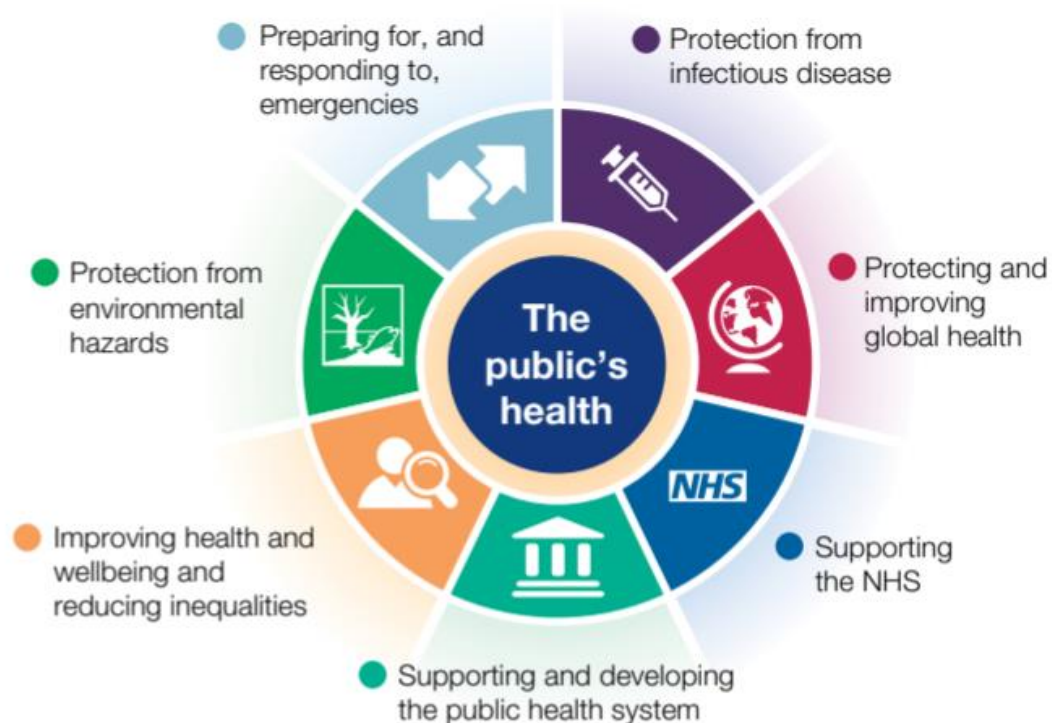 Preparing for, and
responding to,
emergencies
Protection from
infectious disease
Protection from
environmental
hazards
The
public's
health
Protecting and
improving
global health
NHS
Improving health and
wellbeing and
reducing inequalities
Supporting
the NHS
Supporting and developing
the public health system